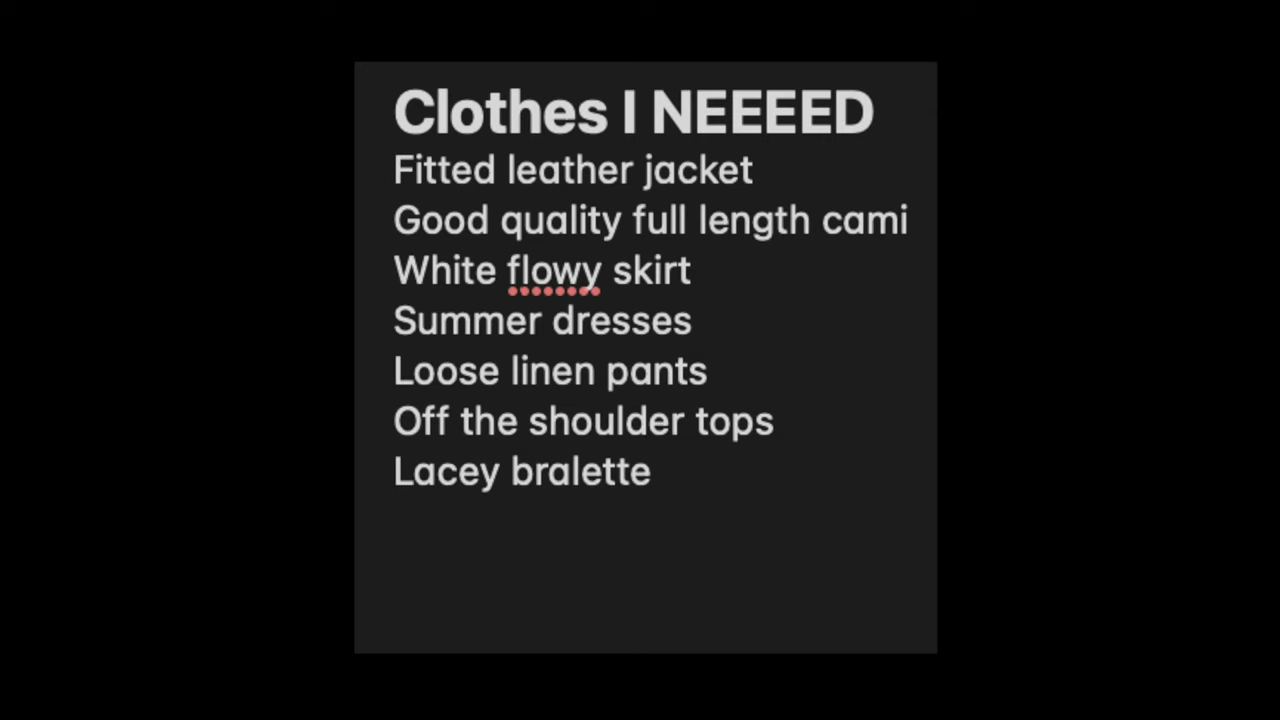 Clothes I NEEEED
Fitted leather jacket
Good quality full length cami
White flowy skirt
Summer dresses
Loose linen pants
Off the shoulder tops
Lacey bralette